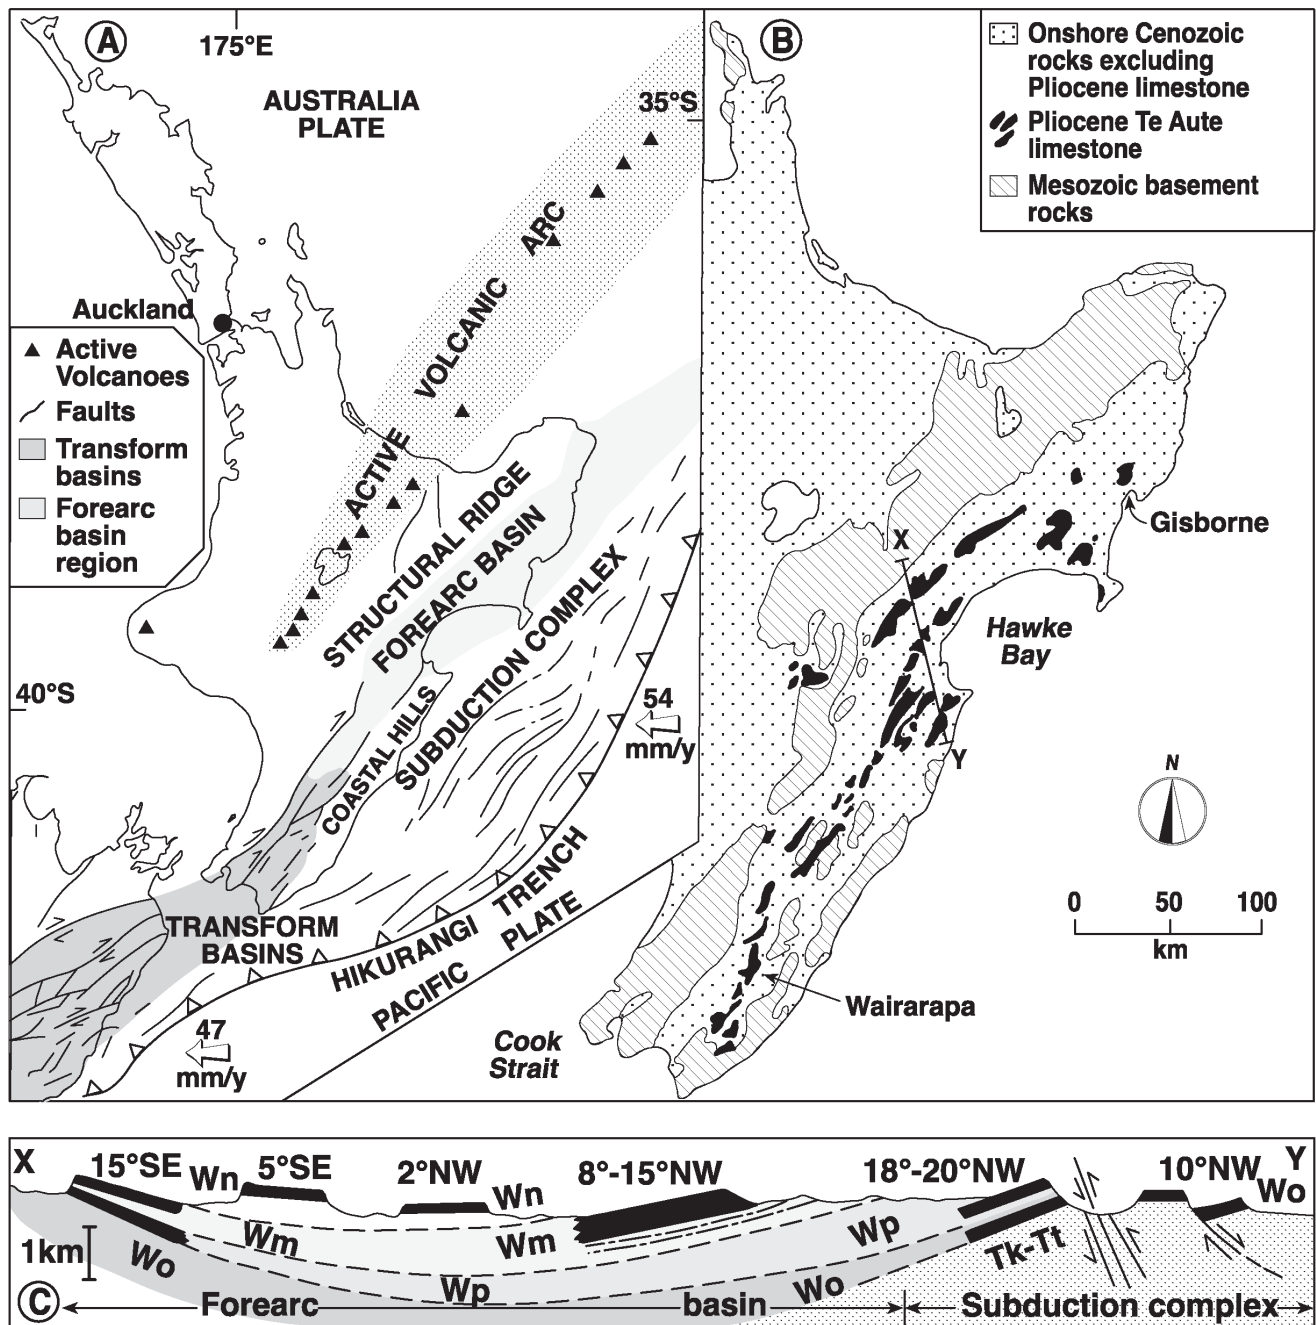 A
175°E
AUSTRALIA
PLATE
35°S
ACTIVE VOLCANIC ARC
Auckland
Active
Volcanoes
Faults
Transform
basins
Forearc
basin
region
STRUCTURAL RIDGE
FOREARC BASIN
SUBDUCTION COMPLEX
COASTAL HILLS
40°S
54
mm/y
TRANSFORM
BASINS
HIKURANGI TRENCH
PACIFIC PLATE
47
mm/y
B
Onshore Cenozoic
rocks excluding
Pliocene limestone
Pliocene Te Aute
limestone
Mesozoic basement
rocks
Gisborne
X
Hawke
Bay
Y
N
0 50 100
km
Wairarapa
Cook
Strait
X
15°SE
Wn
5°SE
2°NW
Wn
8°-15°NW
18°-20°NW
10°NW
Y
Wo
1km
Wo
Wm
Wm
Wp
Wp
Wo
Tk-Tt
C
Forearc basin
Subduction complex